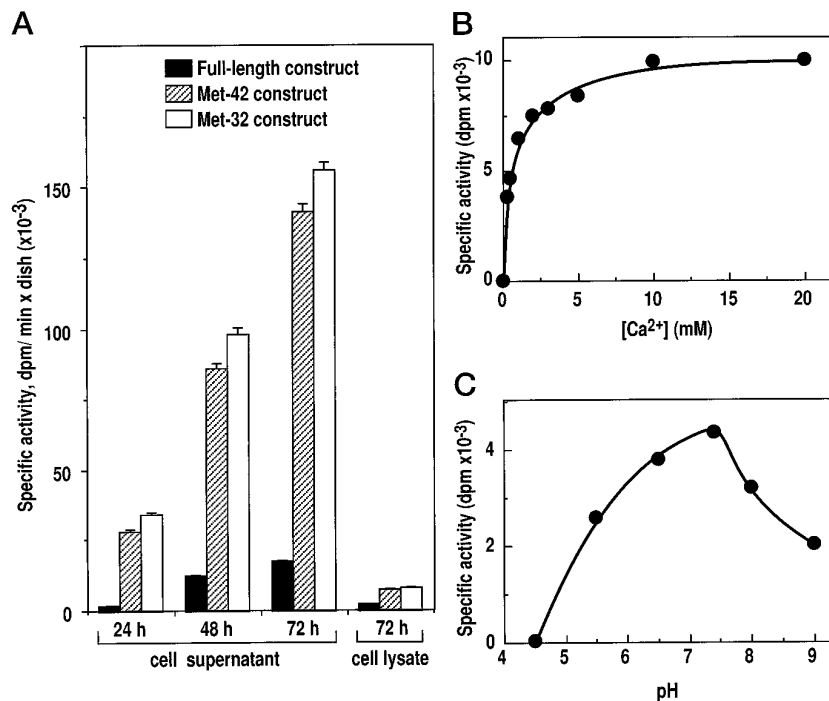 A
Full-length construct
Met-42 construct
Met-32 construct
Specific activity, dpm/ min x dish (x10-3)
150
100
50
0
24 h 48 h 72 h 72 h
cell supernatant cell lysate
B
Specific activity (dpm x10-3)
10
5
0
0 5 10 15 20
[Ca2+] (mM)
C
Specific activity (dpm x10-3)
4
2
0
4 5 6 7 8 9
pH